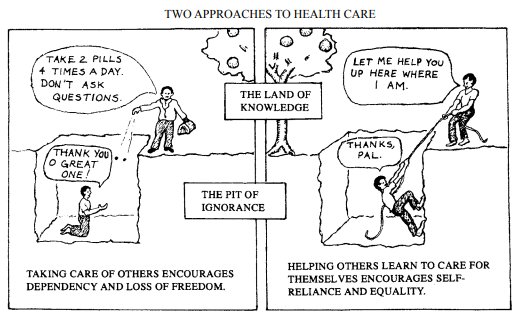 TWO APPROACHES TO HEALTH CARE
TAKE 2 PILLS
4 TIMES A DAY.
DON'T ASK
QUESTIONS.
THANK YOU
O GREAT
ONE!
THE LAND OF
KNOWLEDGE
THE PIT OF
IGNORANCE
LET ME HELP YOU
UP HERE WHERE
I AM.
THANKS,
PAL.
TAKING CARE OF OTHERS ENCOURAGES
DEPENDENCY AND LOSS OF FREEDOM.
HELPING OTHERS LEARN TO CARE FOR
THEMSELVES ENCOURAGES SELF-
RELIANCE AND EQUALITY.